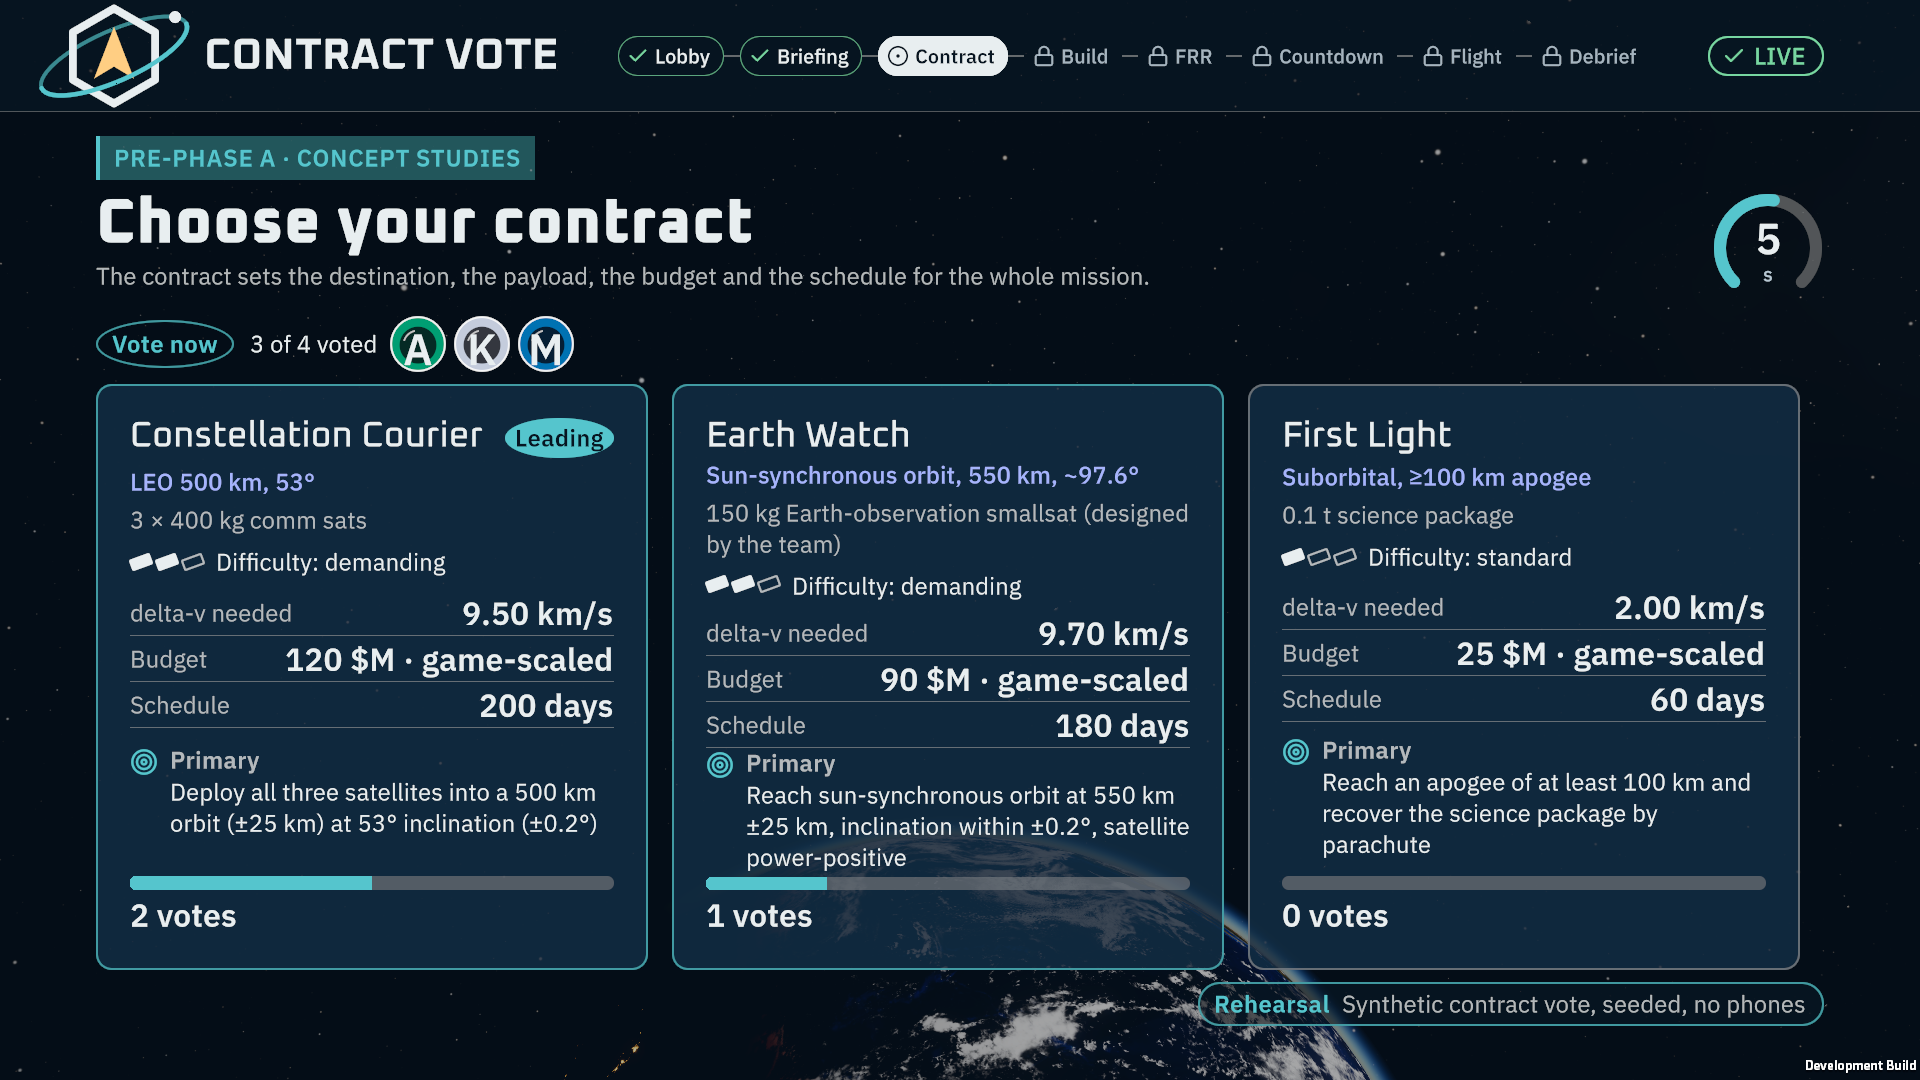 CONTRACT VOTE
Lobby
Briefing
Contract
Build
FRR
Countdown
Flight
Debrief
LIVE
PRE-PHASE A · CONCEPT STUDIES
Choose your contract
The contract sets the destination, the payload, the budget and the schedule for the whole mission.
5
s
Vote now
3 of 4 voted
A
K
M
Constellation Courier
Leading
LEO 500 km, 53°
3 × 400 kg comm sats
Difficulty: demanding
delta-v needed 9.50 km/s
Budget 120 $M · game-scaled
Schedule 200 days
Primary
Deploy all three satellites into a 500 km
orbit (±25 km) at 53° inclination (±0.2°)
2 votes
Earth Watch
Sun-synchronous orbit, 550 km, ~97.6°
150 kg Earth-observation smallsat (designed
by the team)
Difficulty: demanding
delta-v needed 9.70 km/s
Budget 90 $M · game-scaled
Schedule 180 days
Primary
Reach sun-synchronous orbit at 550 km
±25 km, inclination within ±0.2°, satellite
power-positive
1 votes
First Light
Suborbital, ≥100 km apogee
0.1 t science package
Difficulty: standard
delta-v needed 2.00 km/s
Budget 25 $M · game-scaled
Schedule 60 days
Primary
Reach an apogee of at least 100 km and
recover the science package by
parachute
0 votes
Rehearsal Synthetic contract vote, seeded, no phones
Development Build